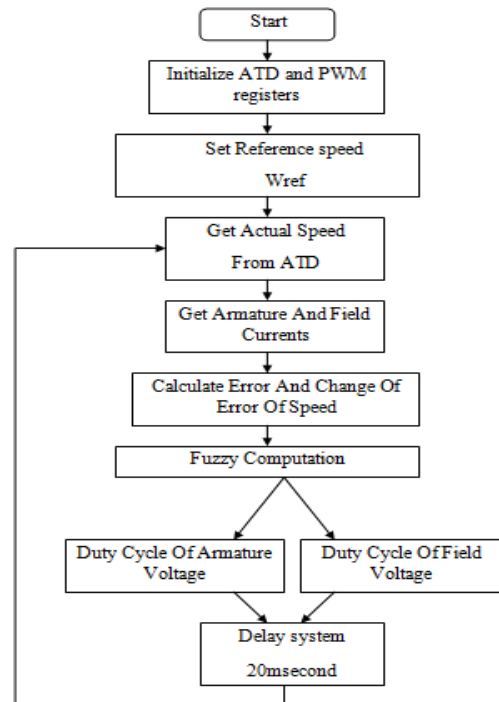 Start
Initialize ATD and PWM
registers
Set Reference speed
Wref
Get Actual Speed
From ATD
Get Armature And Field
Currents
Calculate Error And Change Of
Error Of Speed
Fuzzy Computation
Duty Cycle Of Armature
Voltage
Duty Cycle Of Field
Voltage
Delay system
20msecond